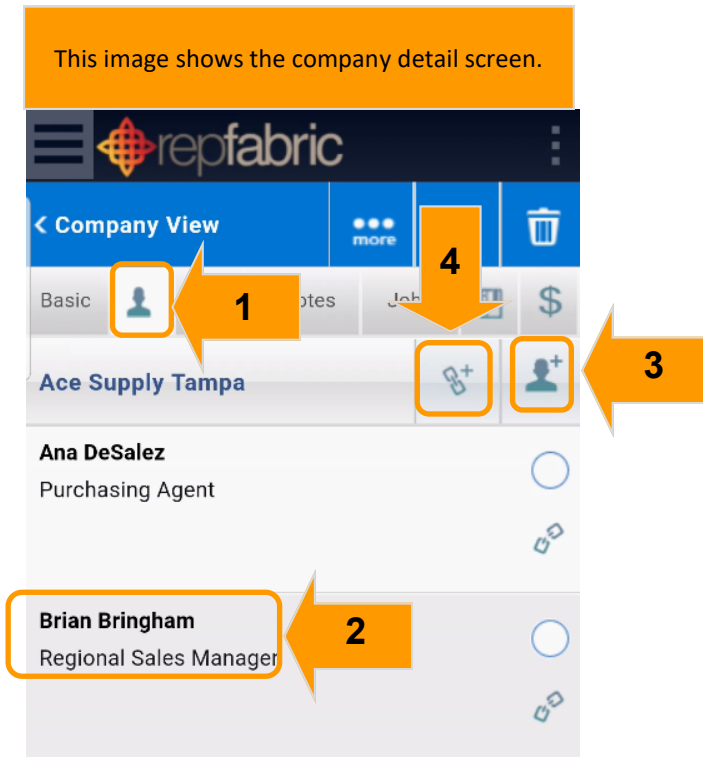 This image shows the company detail screen.
repfabric
Company View
more
4
Basic
1
$
Ace Supply Tampa
3
Ana DeSalez
Purchasing Agent
Brian Bringham
Regional Sales Manager
2